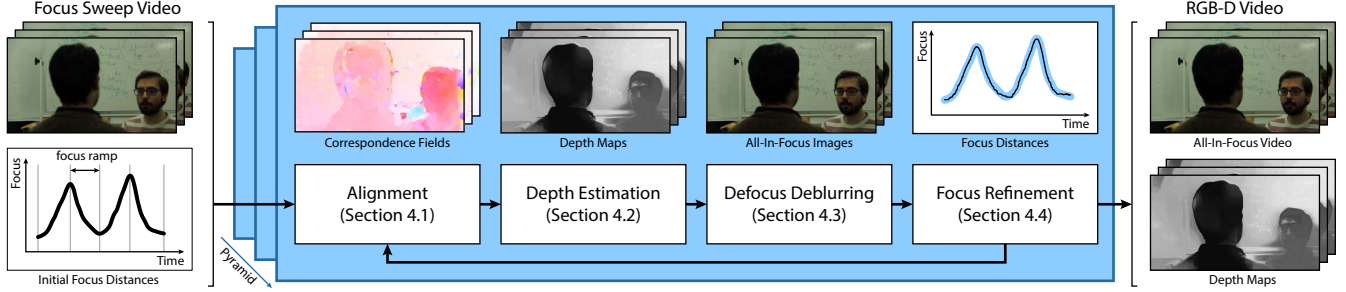 Focus Sweep Video
Focus
focus ramp
Time
Initial Focus Distances
Pyramid
Correspondence Fields
Depth Maps
All-In-Focus Images
Focus
Time
Focus Distances
Alignment
(Section 4.1)
Depth Estimation
(Section 4.2)
Defocus Deblurring
(Section 4.3)
Focus Refinement
(Section 4.4)
RGB-D Video
All-In-Focus Video
Depth Maps